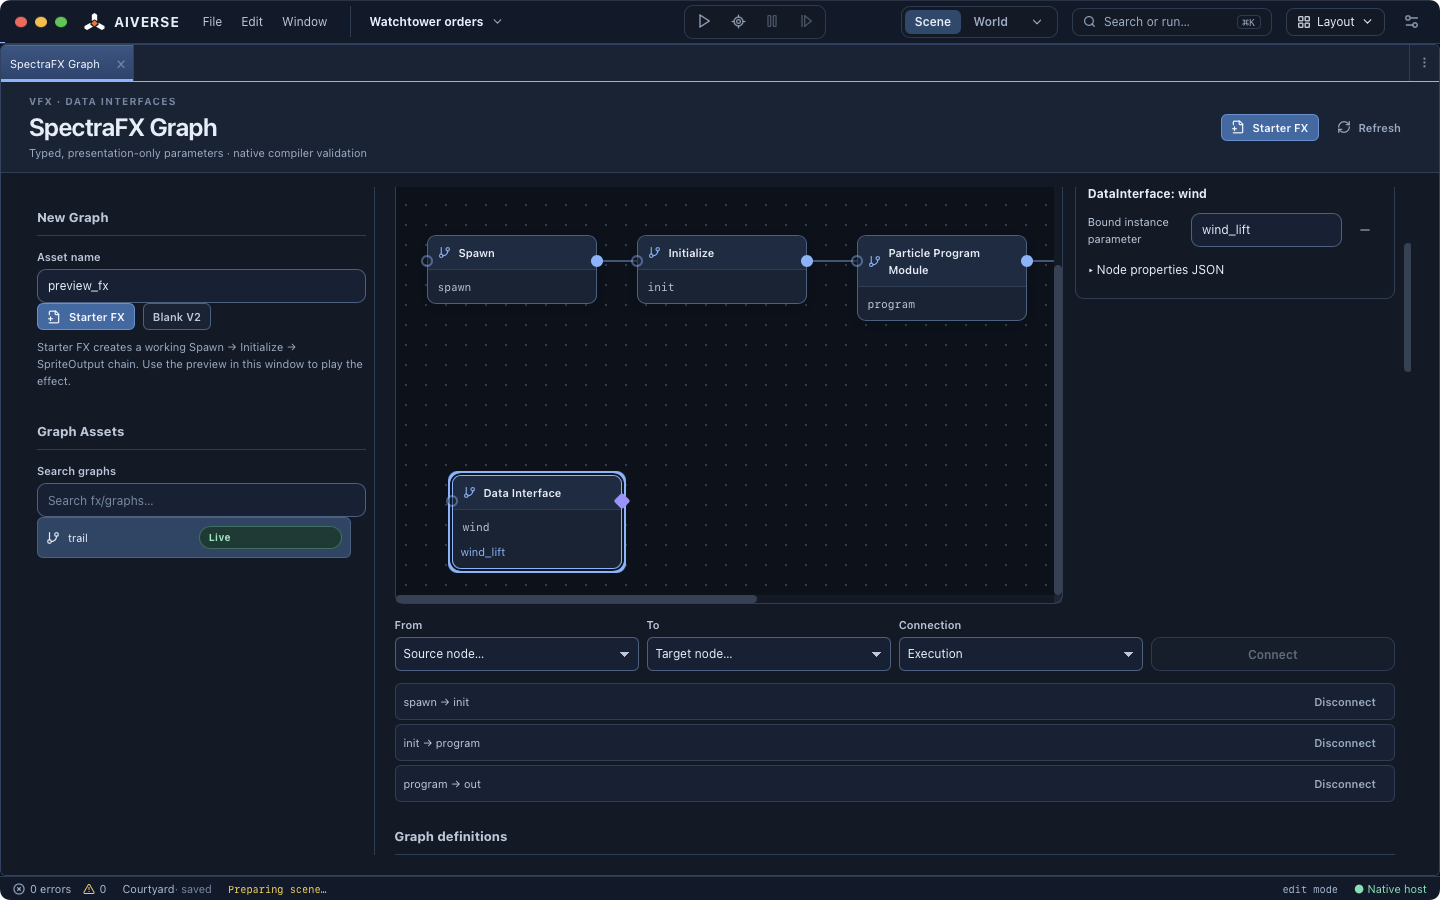 AIVERSE File Edit Window Watchtower orders Scene World Search or run... ⌘K Layout
SpectraFX Graph
VFX · DATA INTERFACES
SpectraFX Graph
Typed, presentation-only parameters · native compiler validation
Starter FX Refresh
New Graph
Asset name
preview_fx
Starter FX Blank V2
Starter FX creates a working Spawn → Initialize →
SpriteOutput chain. Use the preview in this window to play the
effect.
Graph Assets
Search graphs
Search fx/graphs...
trail Live
Spawn
spawn
Initialize
init
Particle Program
Module
program
Data Interface
wind
wind_lift
DataInterface: wind
Bound instance
parameter
wind_lift
Node properties JSON
From To Connection
Source node... Target node... Execution Connect
spawn → init Disconnect
init → program Disconnect
program → out Disconnect
Graph definitions
0 errors 0 Courtyard · saved Preparing scene… edit mode Native host